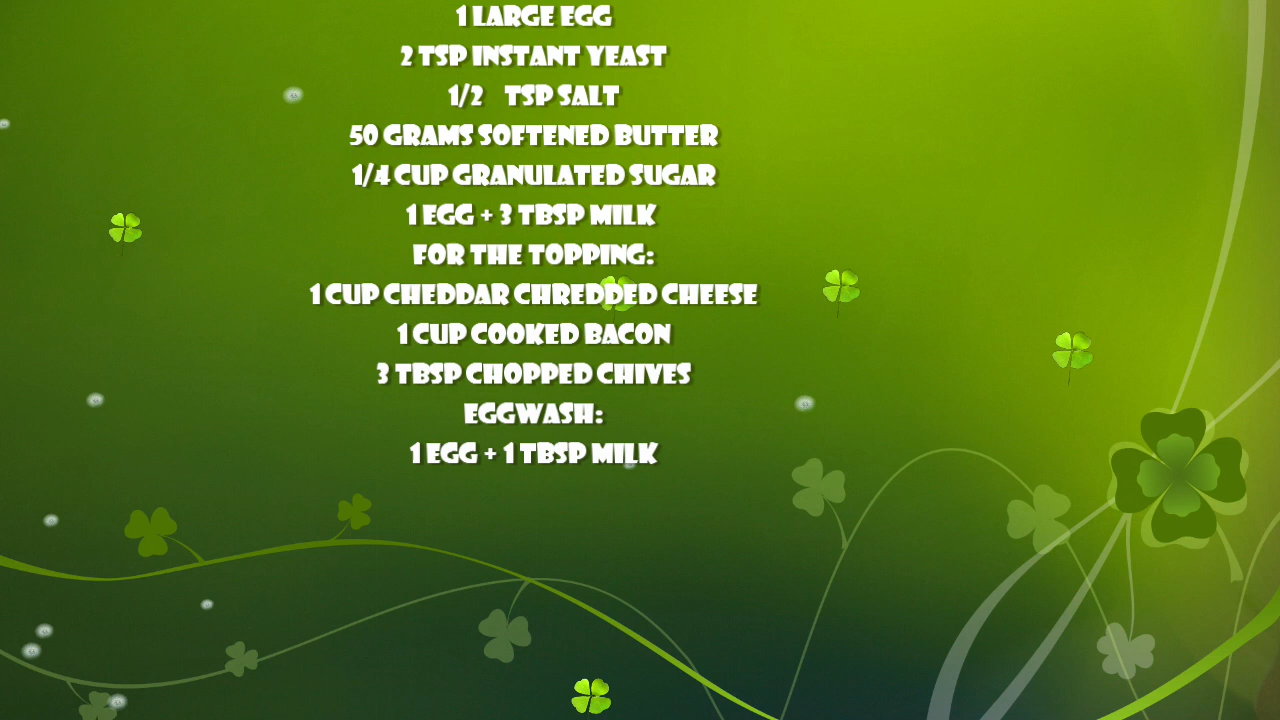 1 LARGE EGG
2 TSP INSTANT YEAST
1/2 TSP SALT
50 GRAMS SOFTENED BUTTER
1/4 CUP GRANULATED SUGAR
1 EGG + 3 TBSP MILK
FOR THE TOPPING:
1 CUP CHEDDAR CHREDDED CHEESE
1 CUP COOKED BACON
3 TBSP CHOPPED CHIVES
EGGWASH:
1 EGG + 1 TBSP MILK